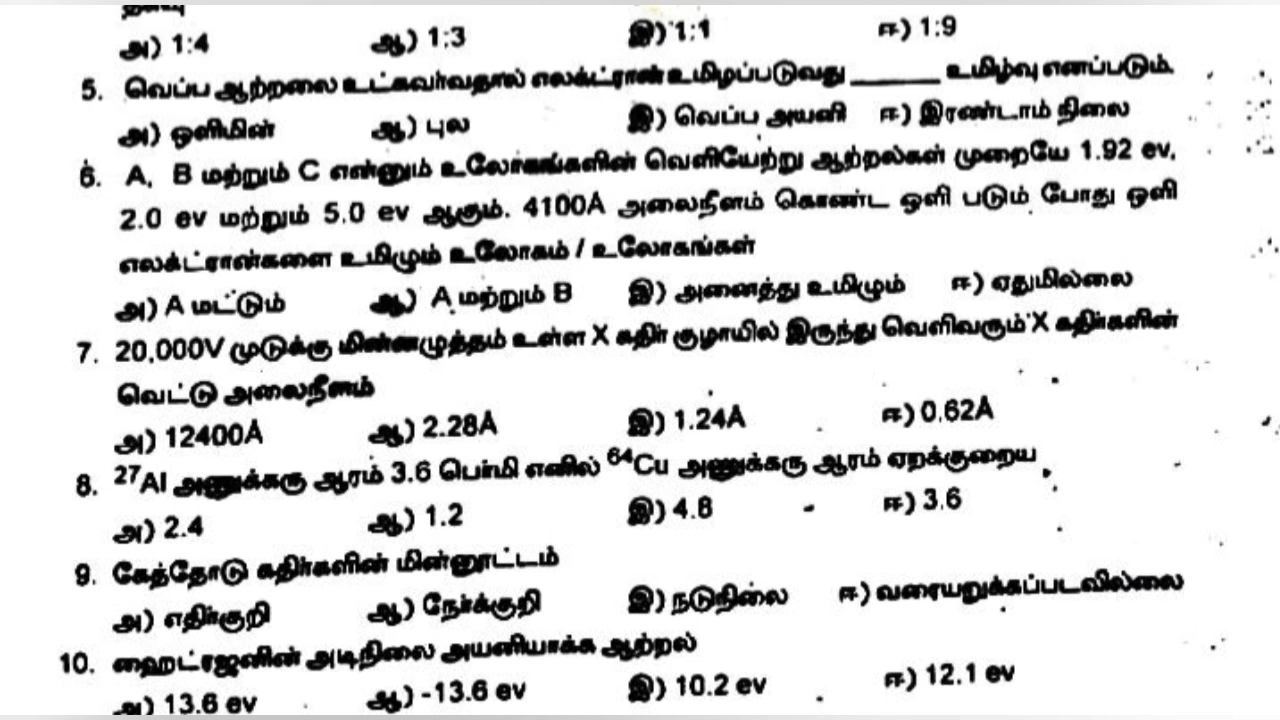 அ) 1:4 ஆ) 1:3 இ) 1:1 ஈ) 1:9
5. வெப்ப ஆற்றலை உட்கவர்வதால் எலக்ட்ரான் உமிழப்படுவது ______ உமிழ்வு எனப்படும்.
அ) ஒளிமின் ஆ) புல இ) வெப்ப அயனி ஈ) இரண்டாம் நிலை
6. A, B மற்றும் C என்னும் உலோகங்களின் வெளியேற்று ஆற்றல்கள் முறையே 1.92 ev,
2.0 ev மற்றும் 5.0 ev ஆகும். 4100Å அலைநீளம் கொண்ட ஒளி படும் போது ஒளி
எலக்ட்ரான்களை உமிழும் உலோகம் / உலோகங்கள்
அ) A மட்டும் ஆ) A மற்றும் B இ) அனைத்து உமிழும் ஈ) ஏதுமில்லை
7. 20,000V முடுக்கு மின்னழுத்தம் உள்ள X கதிர் குழாயில் இருந்து வெளிவரும் X கதிர்களின்
வெட்டு அலைநீளம்
அ) 12400Å ஆ) 2.28Å இ) 1.24Å ஈ) 0.62Å
8. ²⁷Al அணுக்கரு ஆரம் 3.6 பெர்மி எனில் ⁶⁴Cu அணுக்கரு ஆரம் ஏறக்குறைய
அ) 2.4 ஆ) 1.2 இ) 4.8 ஈ) 3.6
9. கேத்தோடு கதிர்களின் மின்னூட்டம்
அ) எதிர்குறி ஆ) நேர்க்குறி இ) நடுநிலை ஈ) வரையறுக்கப்படவில்லை
10. ஹைட்ரஜனின் அடிநிலை அயனியாக்க ஆற்றல்
அ) 13.6 ev ஆ) -13.6 ev இ) 10.2 ev ஈ) 12.1 ev